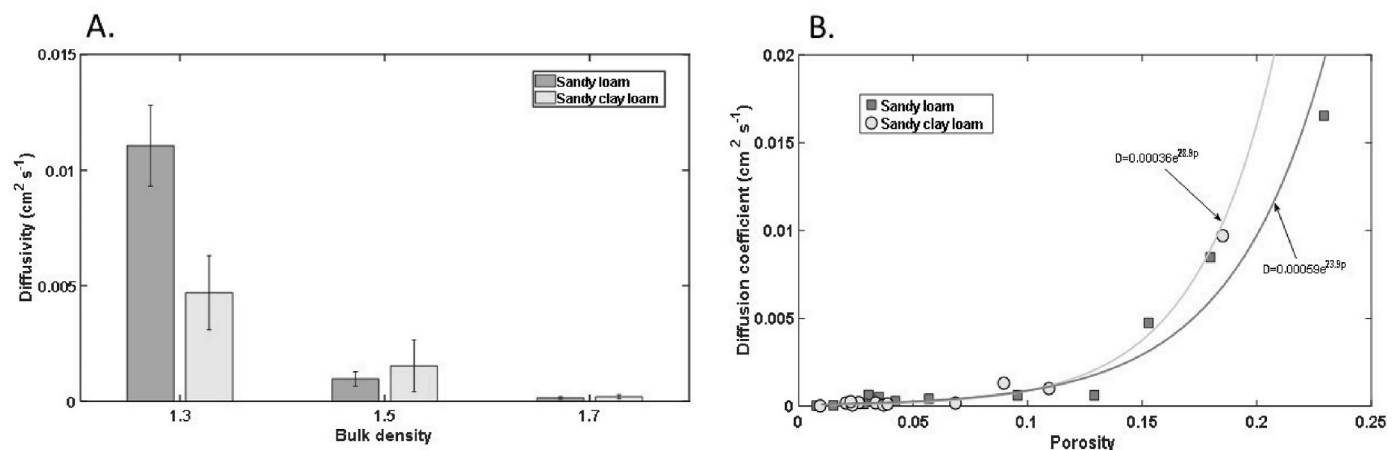 A.
0.015
0.01
0.005
0
Diffusivity (cm² s⁻¹)
Sandy loam
Sandy clay loam
1.3
1.5
1.7
Bulk density
B.
0.02
0.015
0.01
0.005
0
Diffusion coefficient (cm² s⁻¹)
Sandy loam
Sandy clay loam
D=0.00036e²⁸·⁹ᵖ
D=0.00059e²³·⁹ᵖ
0
0.05
0.1
0.15
0.2
0.25
Porosity